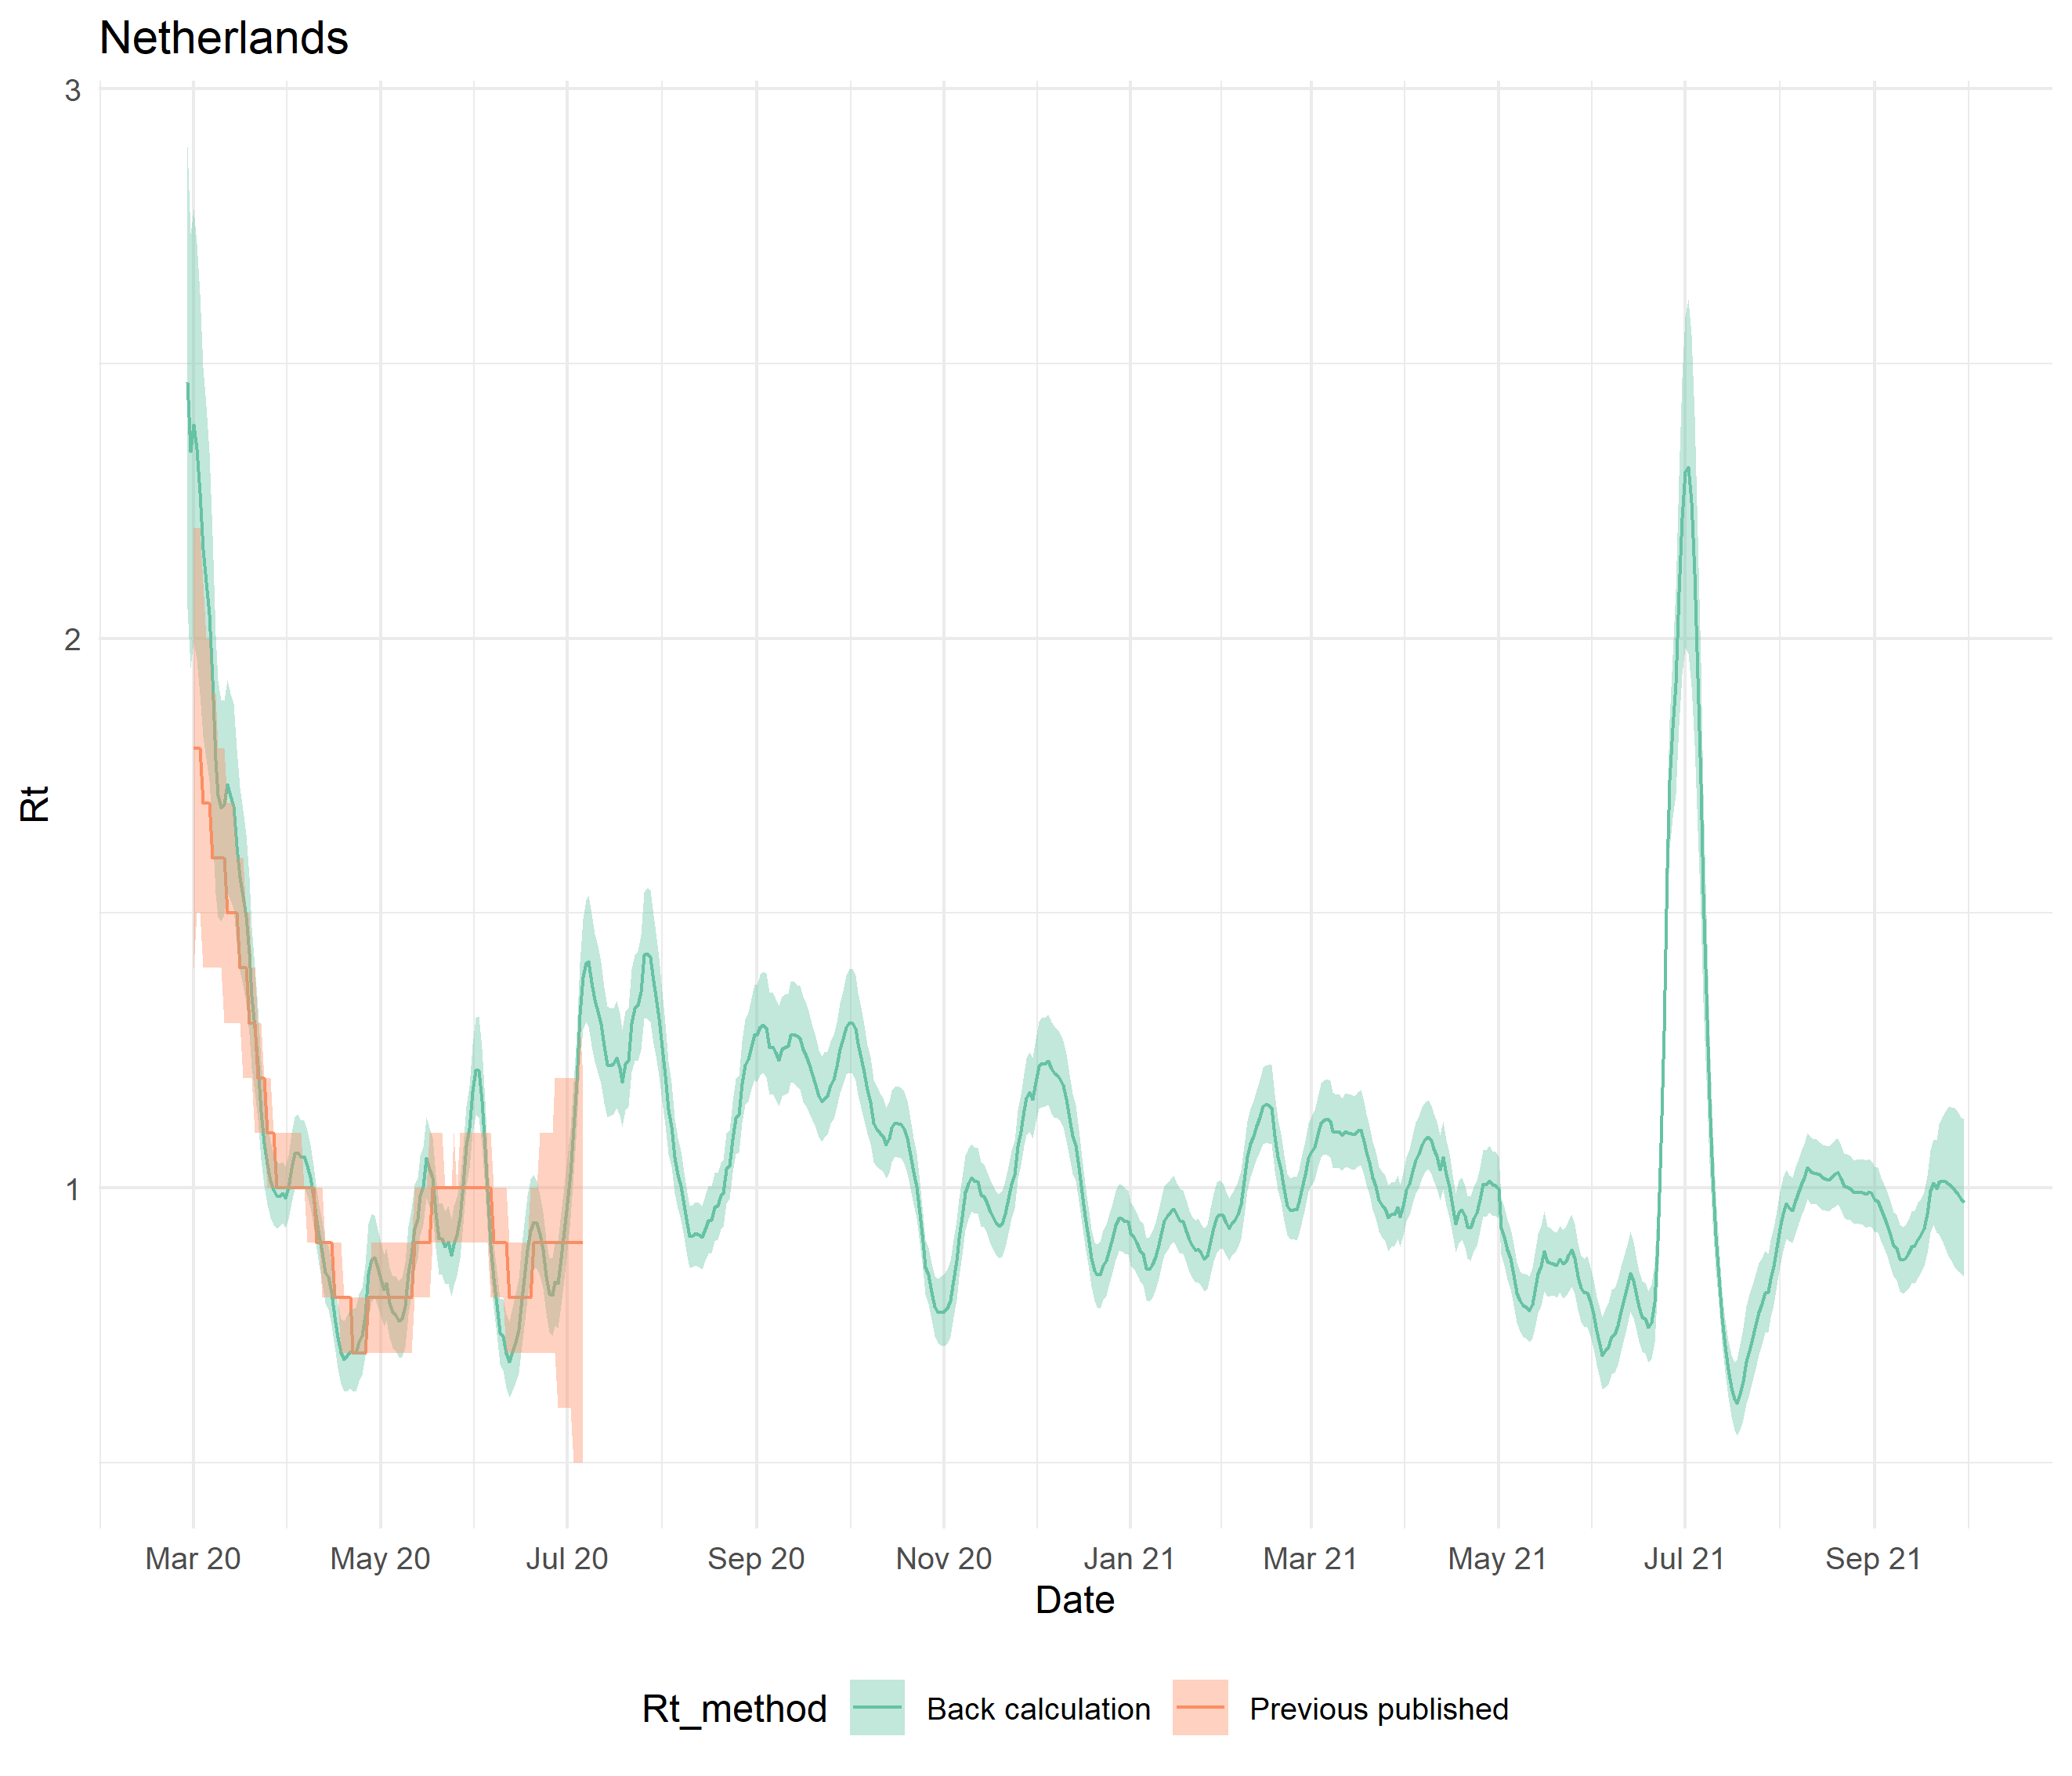 Netherlands
3
2
1
Rt
Mar 20 May 20 Jul 20 Sep 20 Nov 20 Jan 21 Mar 21 May 21 Jul 21 Sep 21
Date
Rt_method Back calculation Previous published